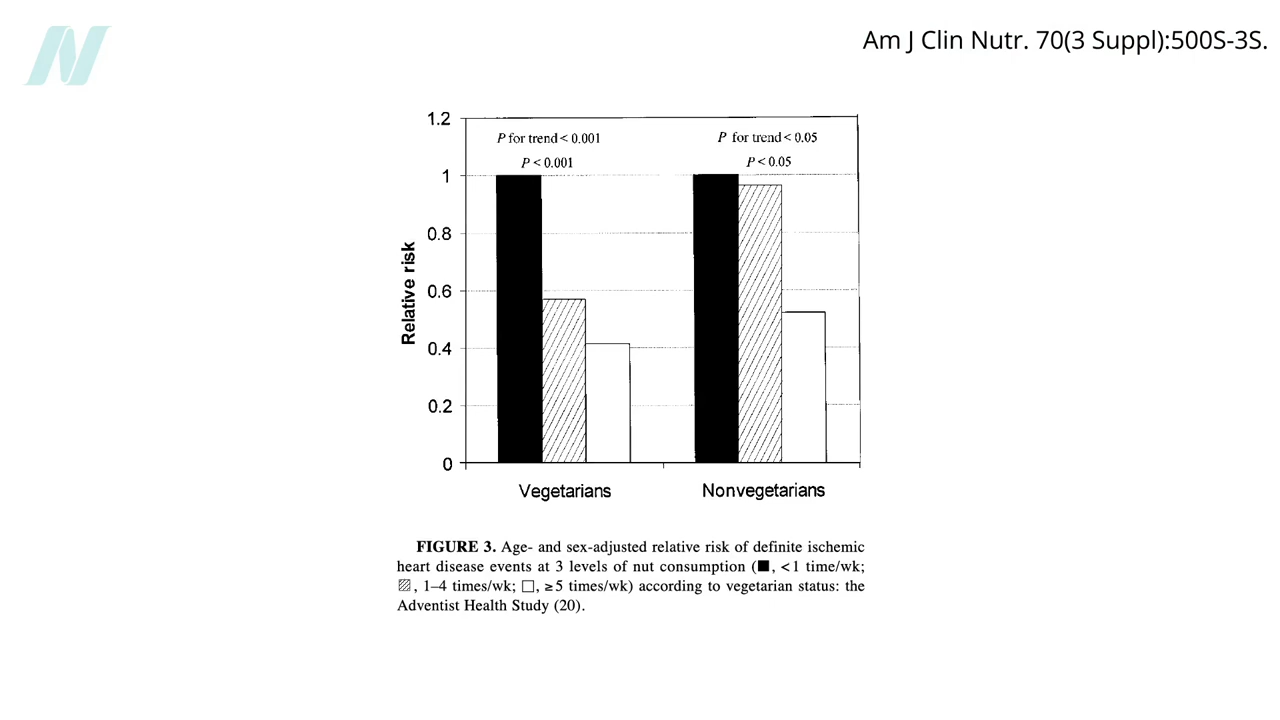 Am J Clin Nutr. 70(3 Suppl):500S-3S.
1.2
P for trend < 0.001
P for trend < 0.05
P < 0.001
P < 0.05
1
0.8
0.6
0.4
0.2
0
Relative risk
Vegetarians
Nonvegetarians
FIGURE 3. Age- and sex-adjusted relative risk of definite ischemic
heart disease events at 3 levels of nut consumption (■, <1 time/wk;
▨, 1–4 times/wk; □, ≥5 times/wk) according to vegetarian status: the
Adventist Health Study (20).